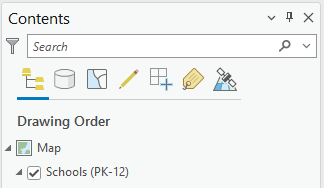 Contents
Search
Drawing Order
Map
Schools (PK-12)